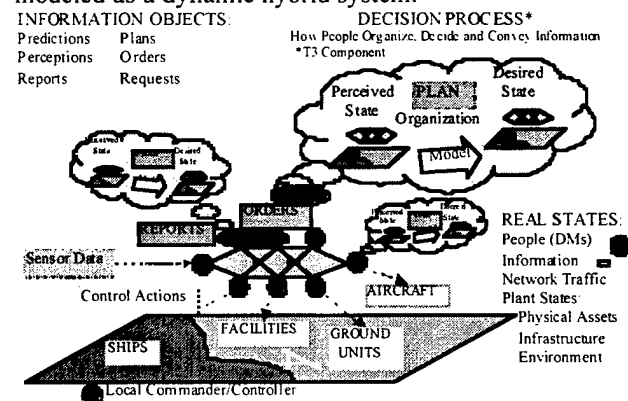 modeled as a dynamic hybrid system.
INFORMATION OBJECTS:
Predictions Plans
Perceptions Orders
Reports Requests
DECISION PROCESS*
How People Organize, Decide and Convey Information
*T3 Component
Perceived
State
PLAN
Organization
Desired
State
Model
Desired
State
ORDERS
REPORTS
Sensor Data
Control Actions
AIRCRAFT
FACILITIES
GROUND
UNITS
SHIPS
Local Commander/Controller
REAL STATES:
People (DMs)
Information
Network Traffic
Plant States
Physical Assets
Infrastructure
Environment